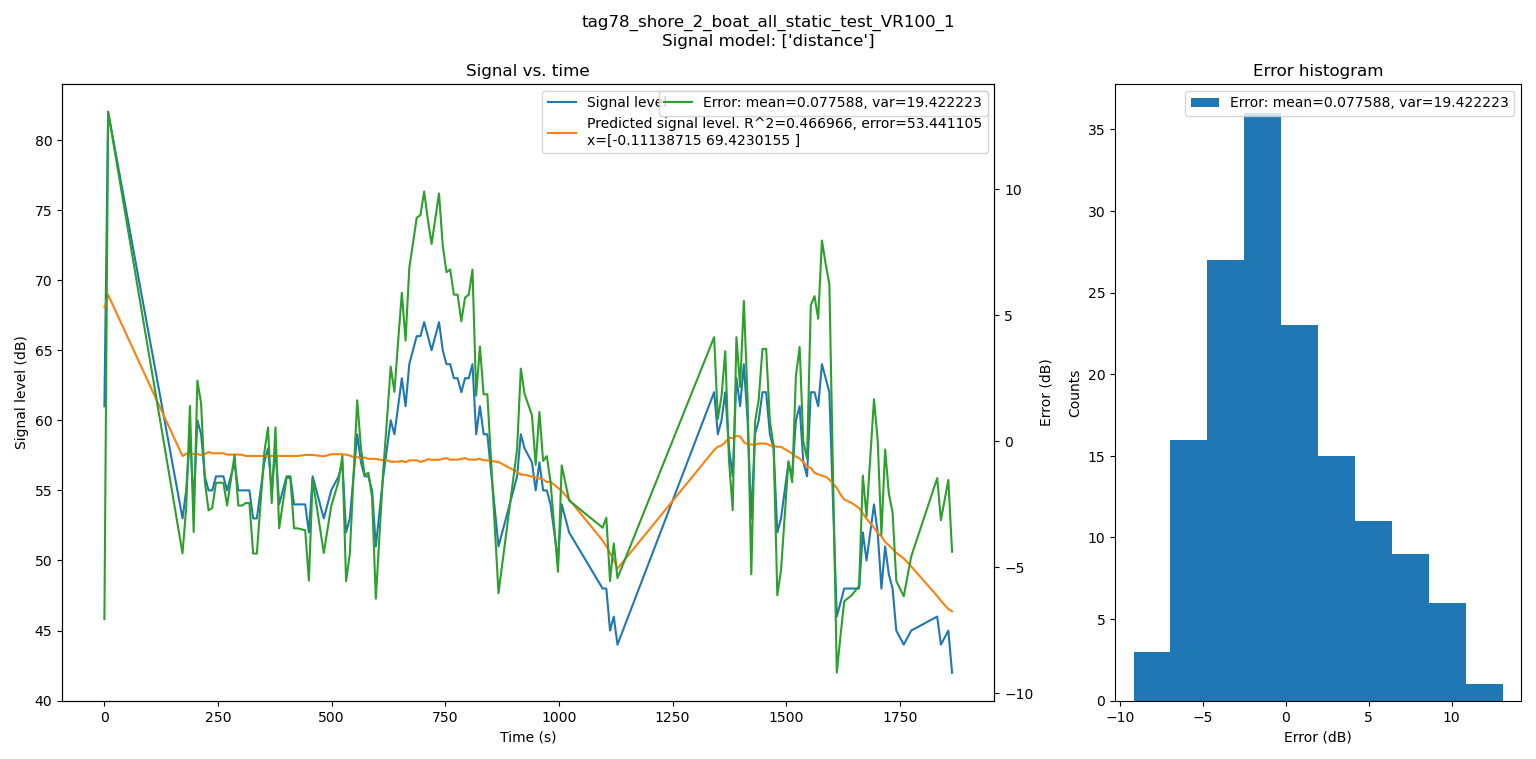 tag78_shore_2_boat_all_static_test_VR100_1
Signal model: ['distance']
Signal vs. time
Error histogram
Signal level
Error: mean=0.077588, var=19.422223
Predicted signal level. R^2=0.466966, error=53.441105
x=[-0.11138715 69.4230155 ]
Error: mean=0.077588, var=19.422223
Signal level (dB)
80
75
70
65
60
55
50
45
40
0
250
500
750
1000
1250
1500
1750
Time (s)
10
5
0
−5
−10
Error (dB)
Counts
35
30
25
20
15
10
5
0
−10
−5
0
5
10
Error (dB)